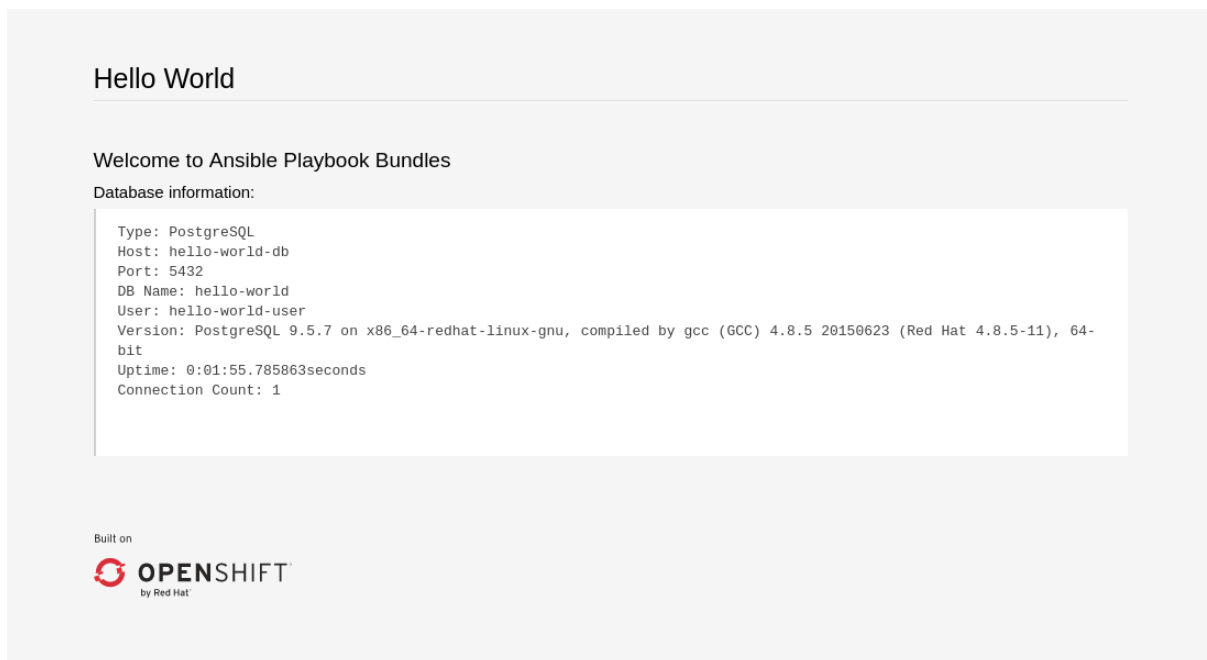 Hello World
Welcome to Ansible Playbook Bundles
Database information:
Type: PostgreSQL
Host: hello-world-db
Port: 5432
DB Name: hello-world
User: hello-world-user
Version: PostgreSQL 9.5.7 on x86_64-redhat-linux-gnu, compiled by gcc (GCC) 4.8.5 20150623 (Red Hat 4.8.5-11), 64-
bit
Uptime: 0:01:55.785863seconds
Connection Count: 1
Built on
OPENSHIFT
by Red Hat